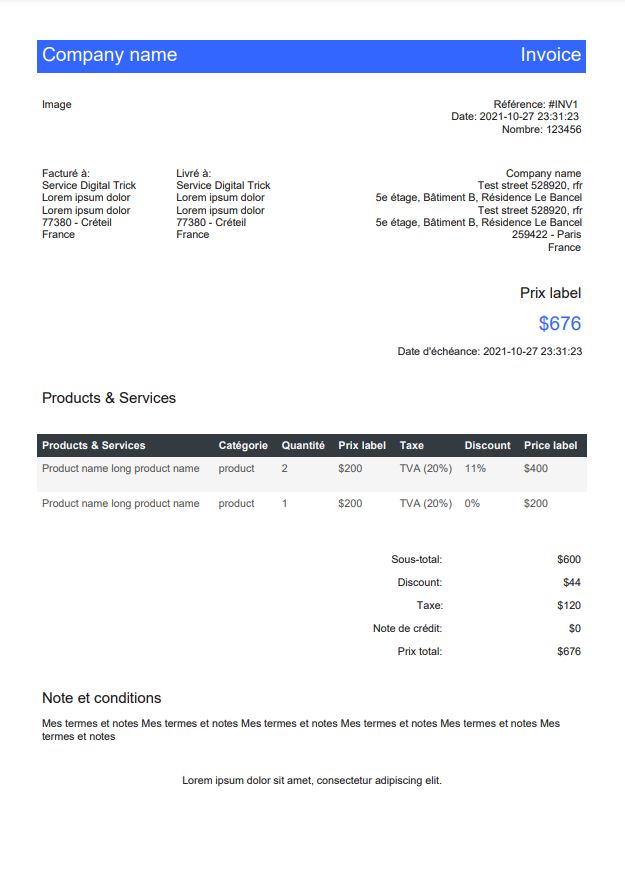 Company name Invoice
Image
Référence: #INV1
Date: 2021-10-27 23:31:23
Nombre: 123456
Facturé à:
Service Digital Trick
Lorem ipsum dolor
Lorem ipsum dolor
77380 - Créteil
France
Livré à:
Service Digital Trick
Lorem ipsum dolor
Lorem ipsum dolor
77380 - Créteil
France
Company name
Test street 528920, rfr
5e étage, Bâtiment B, Résidence Le Bancel
Test street 528920, rfr
5e étage, Bâtiment B, Résidence Le Bancel
259422 - Paris
France
Prix label
$676
Date d'échéance: 2021-10-27 23:31:23
Products & Services
Products & Services Catégorie Quantité Prix label Taxe Discount Price label
Product name long product name product 2 $200 TVA (20%) 11% $400
Product name long product name product 1 $200 TVA (20%) 0% $200
Sous-total: $600
Discount: $44
Taxe: $120
Note de crédit: $0
Prix total: $676
Note et conditions
Mes termes et notes Mes termes et notes Mes termes et notes Mes termes et notes Mes termes et notes Mes
termes et notes
Lorem ipsum dolor sit amet, consectetur adipiscing elit.